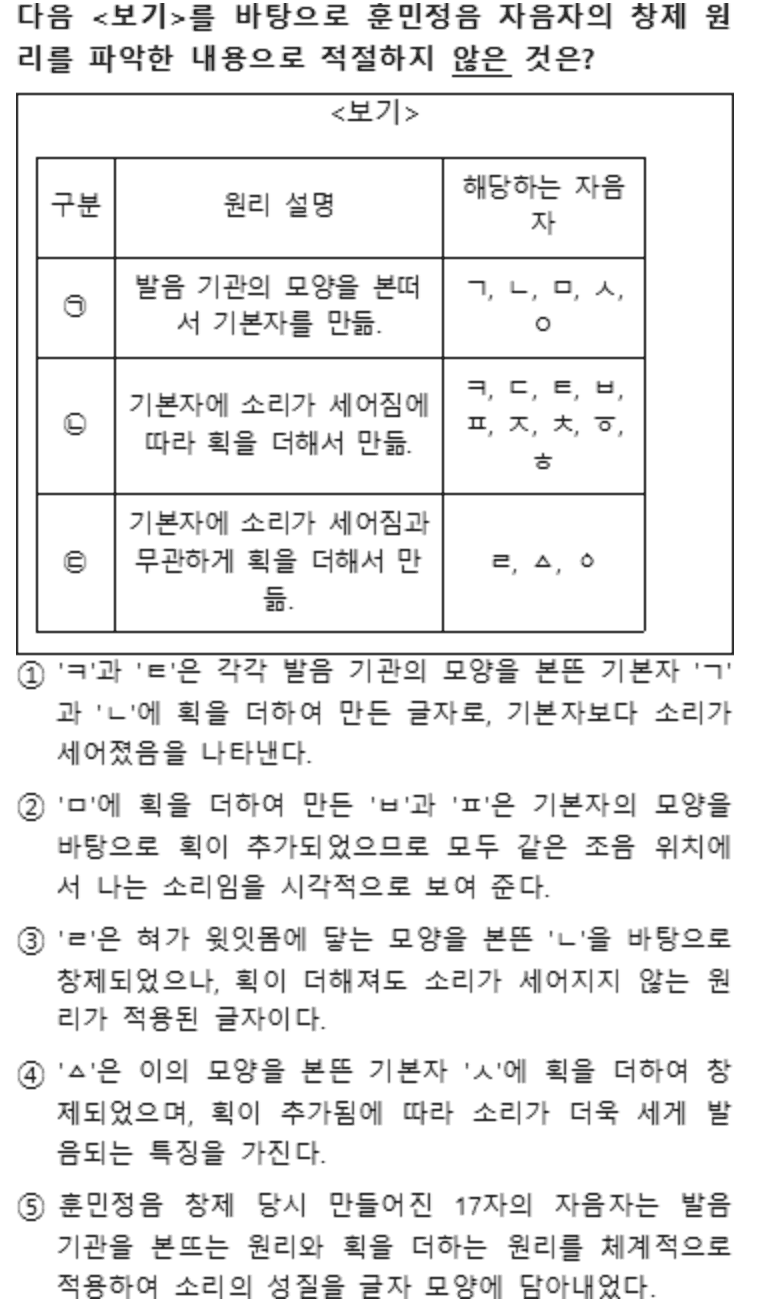 다음 <보기>를 바탕으로 훈민정음 자음자의 창제 원
리를 파악한 내용으로 적절하지 않은 것은?
<보기>
구분
원리 설명
해당하는 자음
자
㉠
발음 기관의 모양을 본떠
서 기본자를 만듦.
ㄱ, ㄴ, ㅁ, ㅅ,
ㅇ
㉡
기본자에 소리가 세어짐에
따라 획을 더해서 만듦.
ㅋ, ㄷ, ㅌ, ㅂ,
ㅍ, ㅈ, ㅊ, ㆆ,
ㅎ
㉢
기본자에 소리가 세어짐과
무관하게 획을 더해서 만
듦.
ㄹ, ㅿ, ㆁ
① 'ㅋ'과 'ㅌ'은 각각 발음 기관의 모양을 본뜬 기본자 'ㄱ'
과 'ㄴ'에 획을 더하여 만든 글자로, 기본자보다 소리가
세어졌음을 나타낸다.
② 'ㅁ'에 획을 더하여 만든 'ㅂ'과 'ㅍ'은 기본자의 모양을
바탕으로 획이 추가되었으므로 모두 같은 조음 위치에
서 나는 소리임을 시각적으로 보여 준다.
③ 'ㄹ'은 혀가 윗잇몸에 닿는 모양을 본뜬 'ㄴ'을 바탕으로
창제되었으나, 획이 더해져도 소리가 세어지지 않는 원
리가 적용된 글자이다.
④ 'ㅿ'은 이의 모양을 본뜬 기본자 'ㅅ'에 획을 더하여 창
제되었으며, 획이 추가됨에 따라 소리가 더욱 세게 발
음되는 특징을 가진다.
⑤ 훈민정음 창제 당시 만들어진 17자의 자음자는 발음
기관을 본뜨는 원리와 획을 더하는 원리를 체계적으로
적용하여 소리의 성질을 글자 모양에 담아내었다.